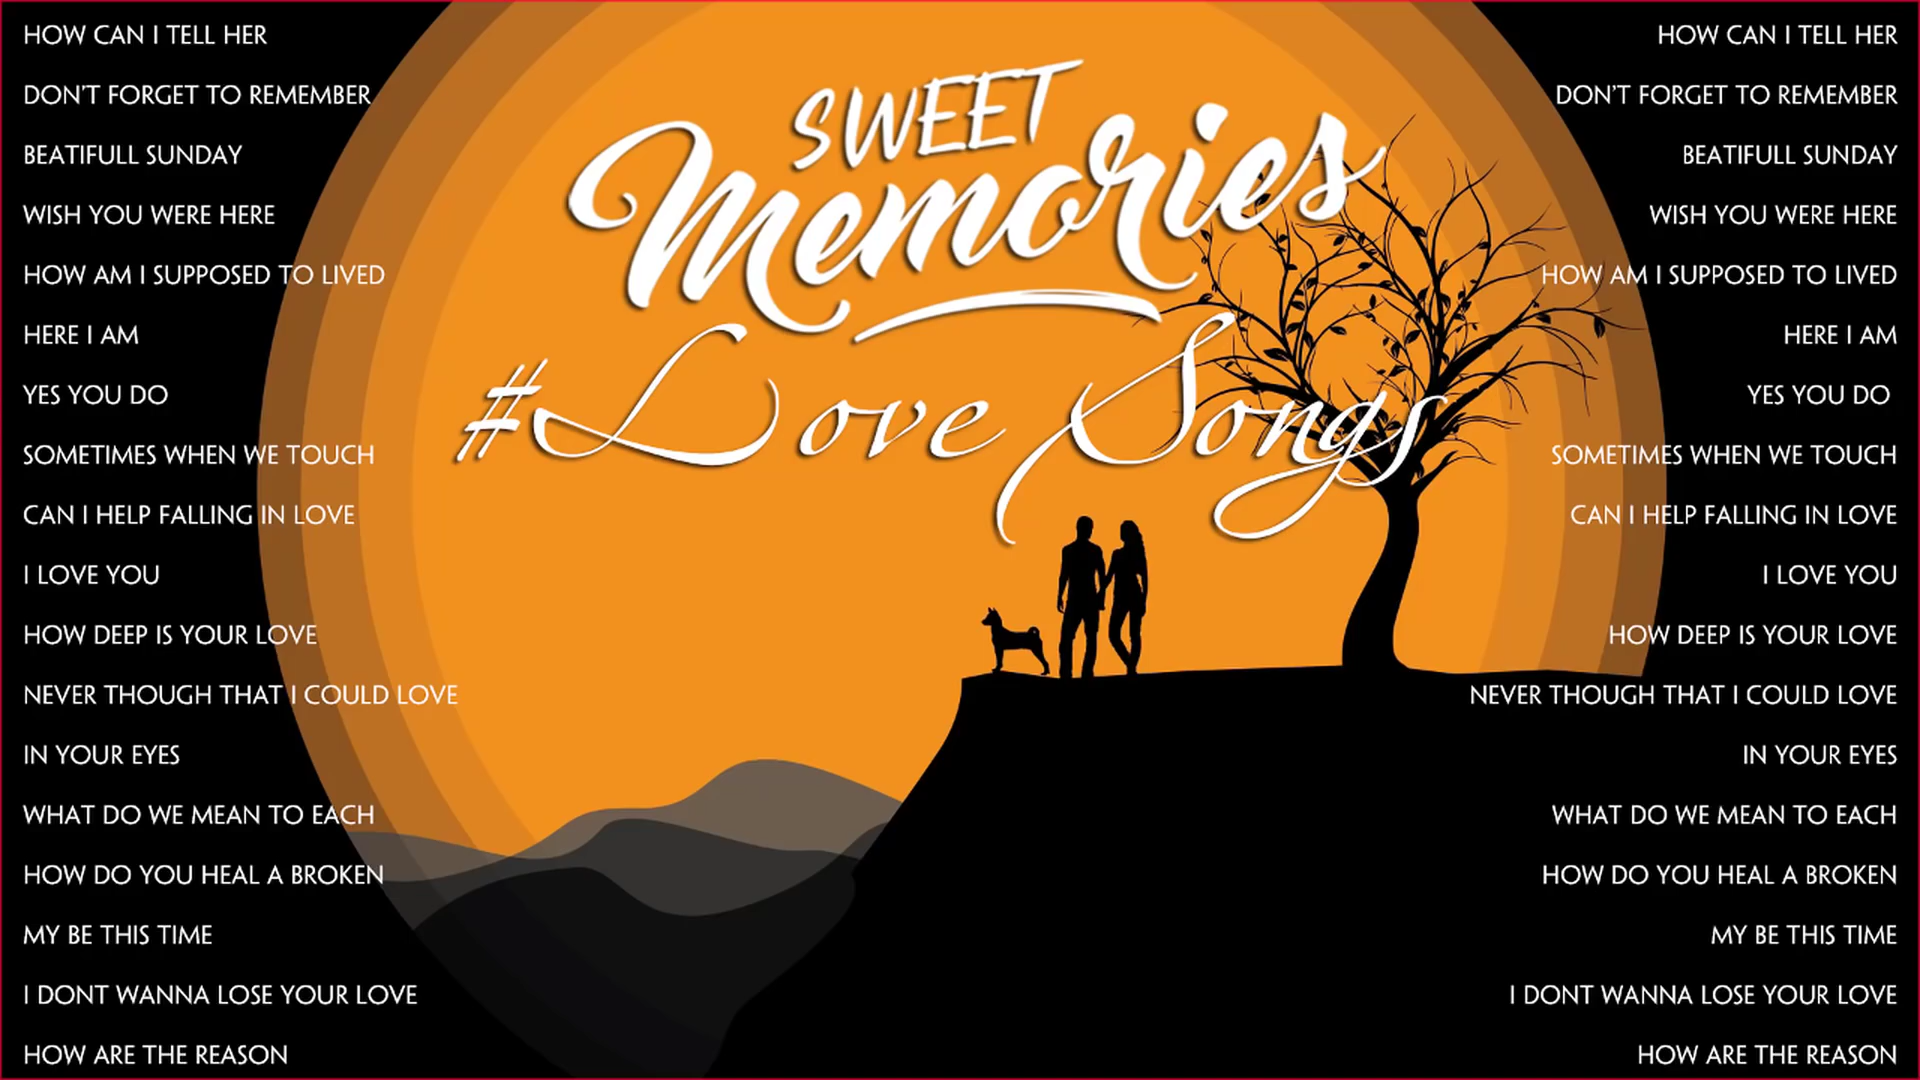 HOW CAN I TELL HER
DON'T FORGET TO REMEMBER
BEATIFULL SUNDAY
WISH YOU WERE HERE
HOW AM I SUPPOSED TO LIVED
HERE I AM
YES YOU DO
SOMETIMES WHEN WE TOUCH
CAN I HELP FALLING IN LOVE
I LOVE YOU
HOW DEEP IS YOUR LOVE
NEVER THOUGH THAT I COULD LOVE
IN YOUR EYES
WHAT DO WE MEAN TO EACH
HOW DO YOU HEAL A BROKEN
MY BE THIS TIME
I DONT WANNA LOSE YOUR LOVE
HOW ARE THE REASON
SWEET
Memories
#Love Songs
HOW CAN I TELL HER
DON'T FORGET TO REMEMBER
BEATIFULL SUNDAY
WISH YOU WERE HERE
HOW AM I SUPPOSED TO LIVED
HERE I AM
YES YOU DO
SOMETIMES WHEN WE TOUCH
CAN I HELP FALLING IN LOVE
I LOVE YOU
HOW DEEP IS YOUR LOVE
NEVER THOUGH THAT I COULD LOVE
IN YOUR EYES
WHAT DO WE MEAN TO EACH
HOW DO YOU HEAL A BROKEN
MY BE THIS TIME
I DONT WANNA LOSE YOUR LOVE
HOW ARE THE REASON